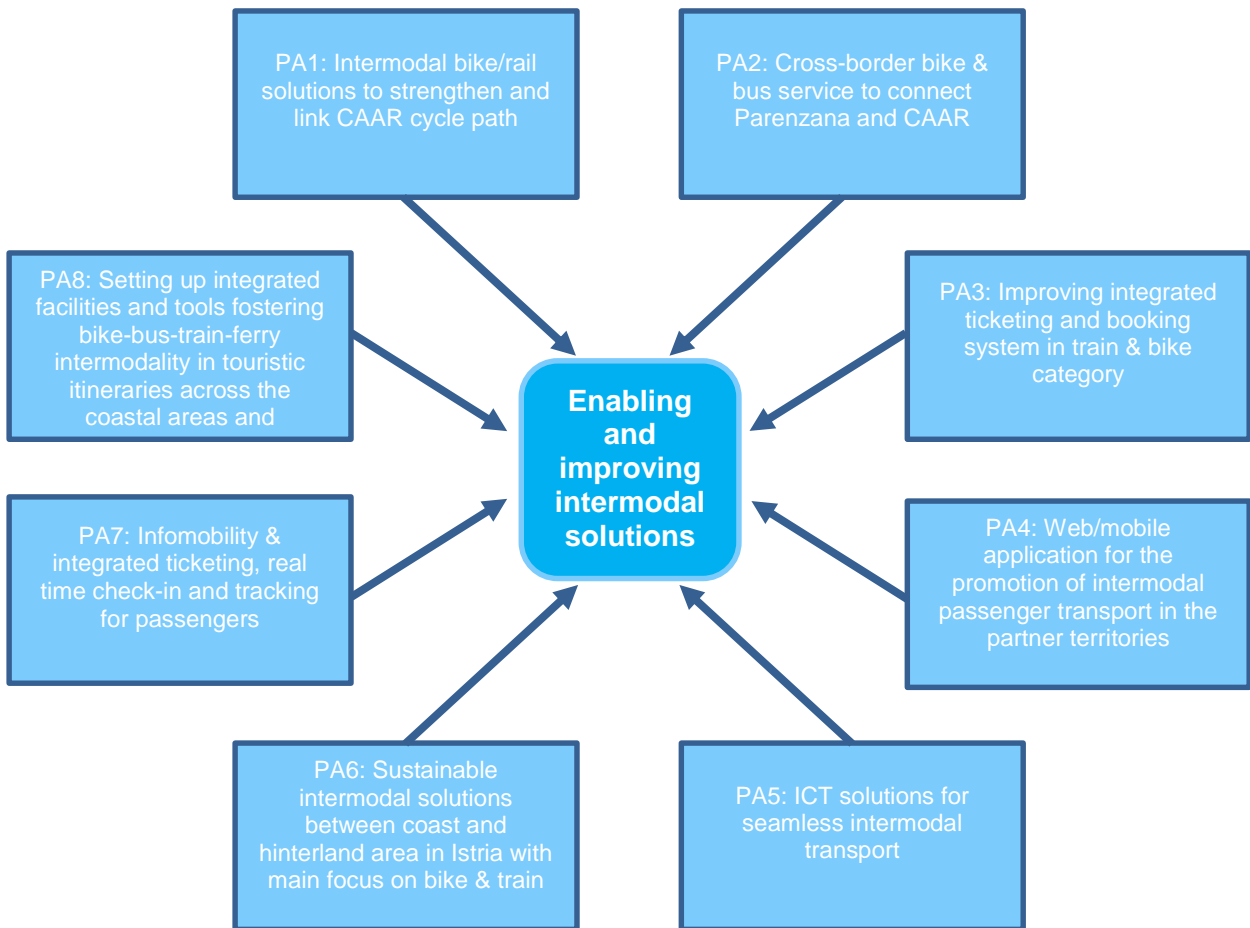 PA1: Intermodal bike/rail
solutions to strengthen and
link CAAR cycle path
PA2: Cross-border bike &
bus service to connect
Parenzana and CAAR
PA8: Setting up integrated
facilities and tools fostering
bike-bus-train-ferry
intermodality in touristic
itineraries across the
coastal areas and
PA3: Improving integrated
ticketing and booking
system in train & bike
category
Enabling
and
improving
intermodal
solutions
PA7: Infomobility &
integrated ticketing, real
time check-in and tracking
for passengers
PA4: Web/mobile
application for the
promotion of intermodal
passenger transport in the
partner territories
PA6: Sustainable
intermodal solutions
between coast and
hinterland area in Istria with
main focus on bike & train
PA5: ICT solutions for
seamless intermodal
transport